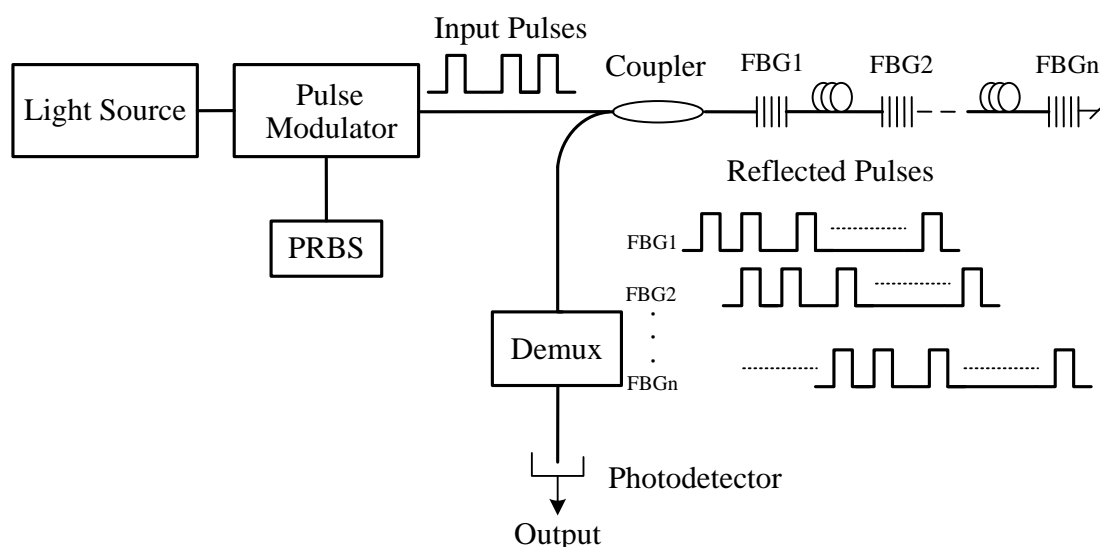 Input Pulses
Light Source
Pulse
Modulator
Coupler
FBG1
FBG2
FBGn
PRBS
Reflected Pulses
FBG1
FBG2
FBGn
Demux
Photodetector
Output